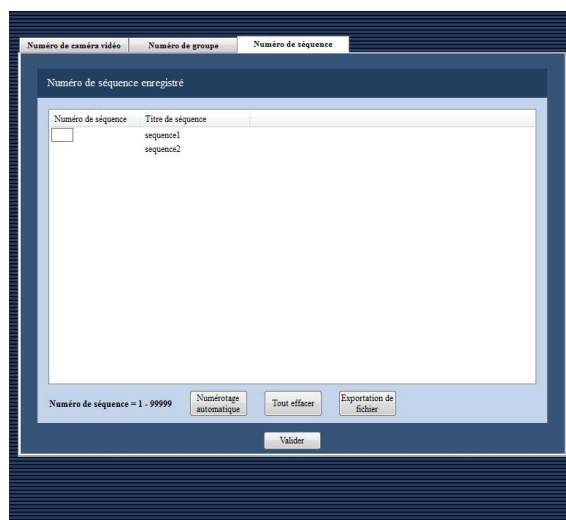 Numéro de caméra vidéo Numéro de groupe Numéro de séquence
Numéro de séquence enregistré
Numéro de séquence Titre de séquence
sequence1
sequence2
Numéro de séquence = 1 - 99999
Numérotage
automatique
Tout effacer
Exportation de
fichier
Valider